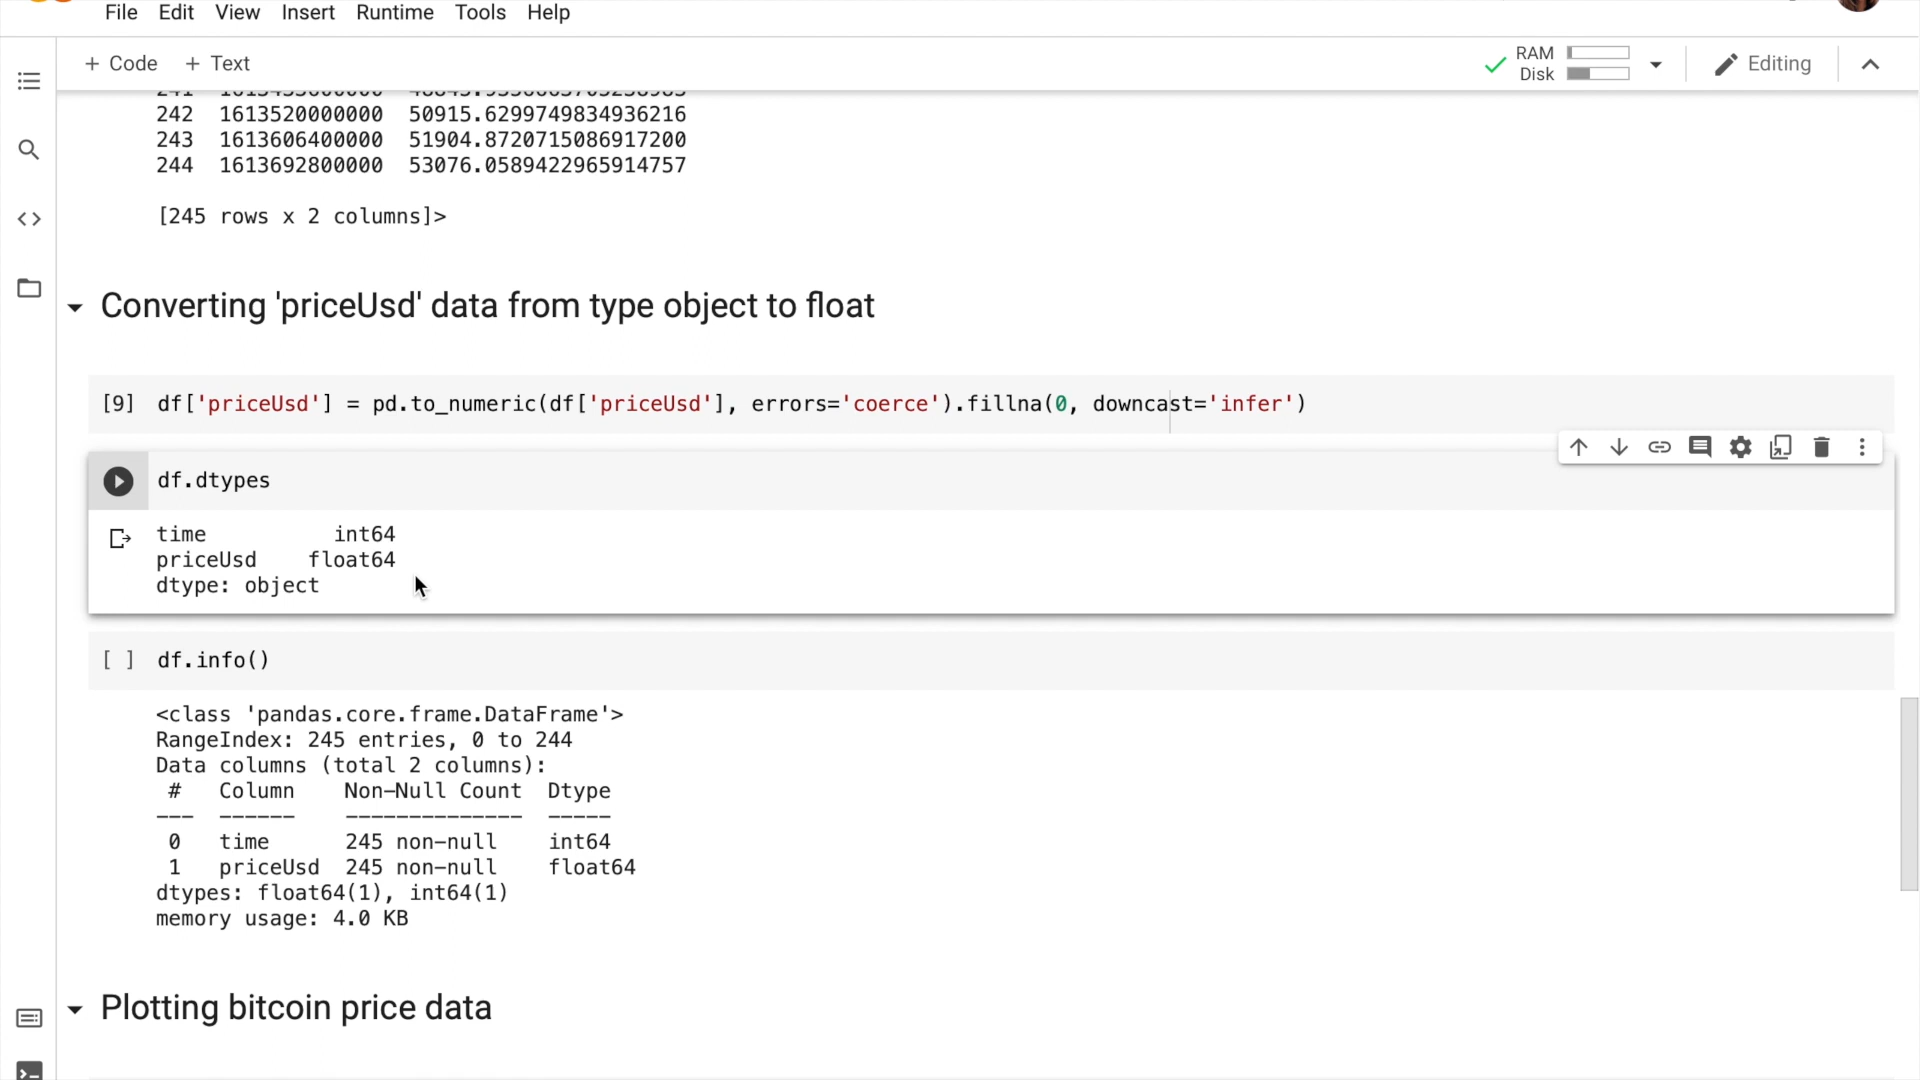 File Edit View Insert Runtime Tools Help
+ Code + Text
RAM
Disk
Editing
242 1613520000000 50915.6299749834936216
243 1613606400000 51904.8720715086917200
244 1613692800000 53076.0589422965914757
[245 rows x 2 columns]>
Converting 'priceUsd' data from type object to float
[9] df['priceUsd'] = pd.to_numeric(df['priceUsd'], errors='coerce').fillna(0, downcast='infer')
df.dtypes
time int64
priceUsd float64
dtype: object
[ ] df.info()
<class 'pandas.core.frame.DataFrame'>
RangeIndex: 245 entries, 0 to 244
Data columns (total 2 columns):
# Column Non-Null Count Dtype
--- ------ -------------- -----
0 time 245 non-null int64
1 priceUsd 245 non-null float64
dtypes: float64(1), int64(1)
memory usage: 4.0 KB
Plotting bitcoin price data